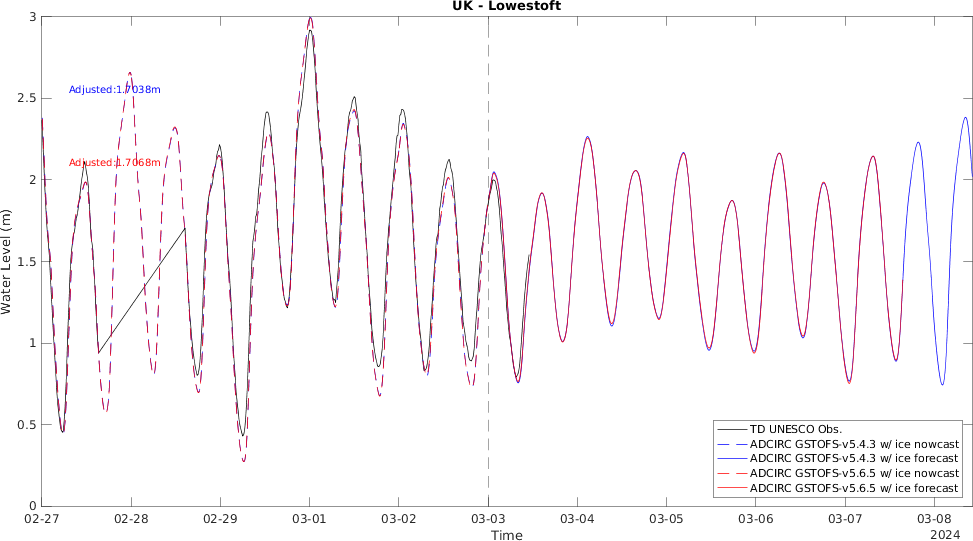 UK - Lowestoft
3
2.5
2
1.5
1
0.5
0
Water Level (m)
Adjusted:1.7038m
Adjusted:1.7068m
TD UNESCO Obs.
ADCIRC GSTOFS-v5.4.3 w/ ice nowcast
ADCIRC GSTOFS-v5.4.3 w/ ice forecast
ADCIRC GSTOFS-v5.6.5 w/ ice nowcast
ADCIRC GSTOFS-v5.6.5 w/ ice forecast
02-27 02-28 02-29 03-01 03-02 03-03 03-04 03-05 03-06 03-07 03-08
Time
2024